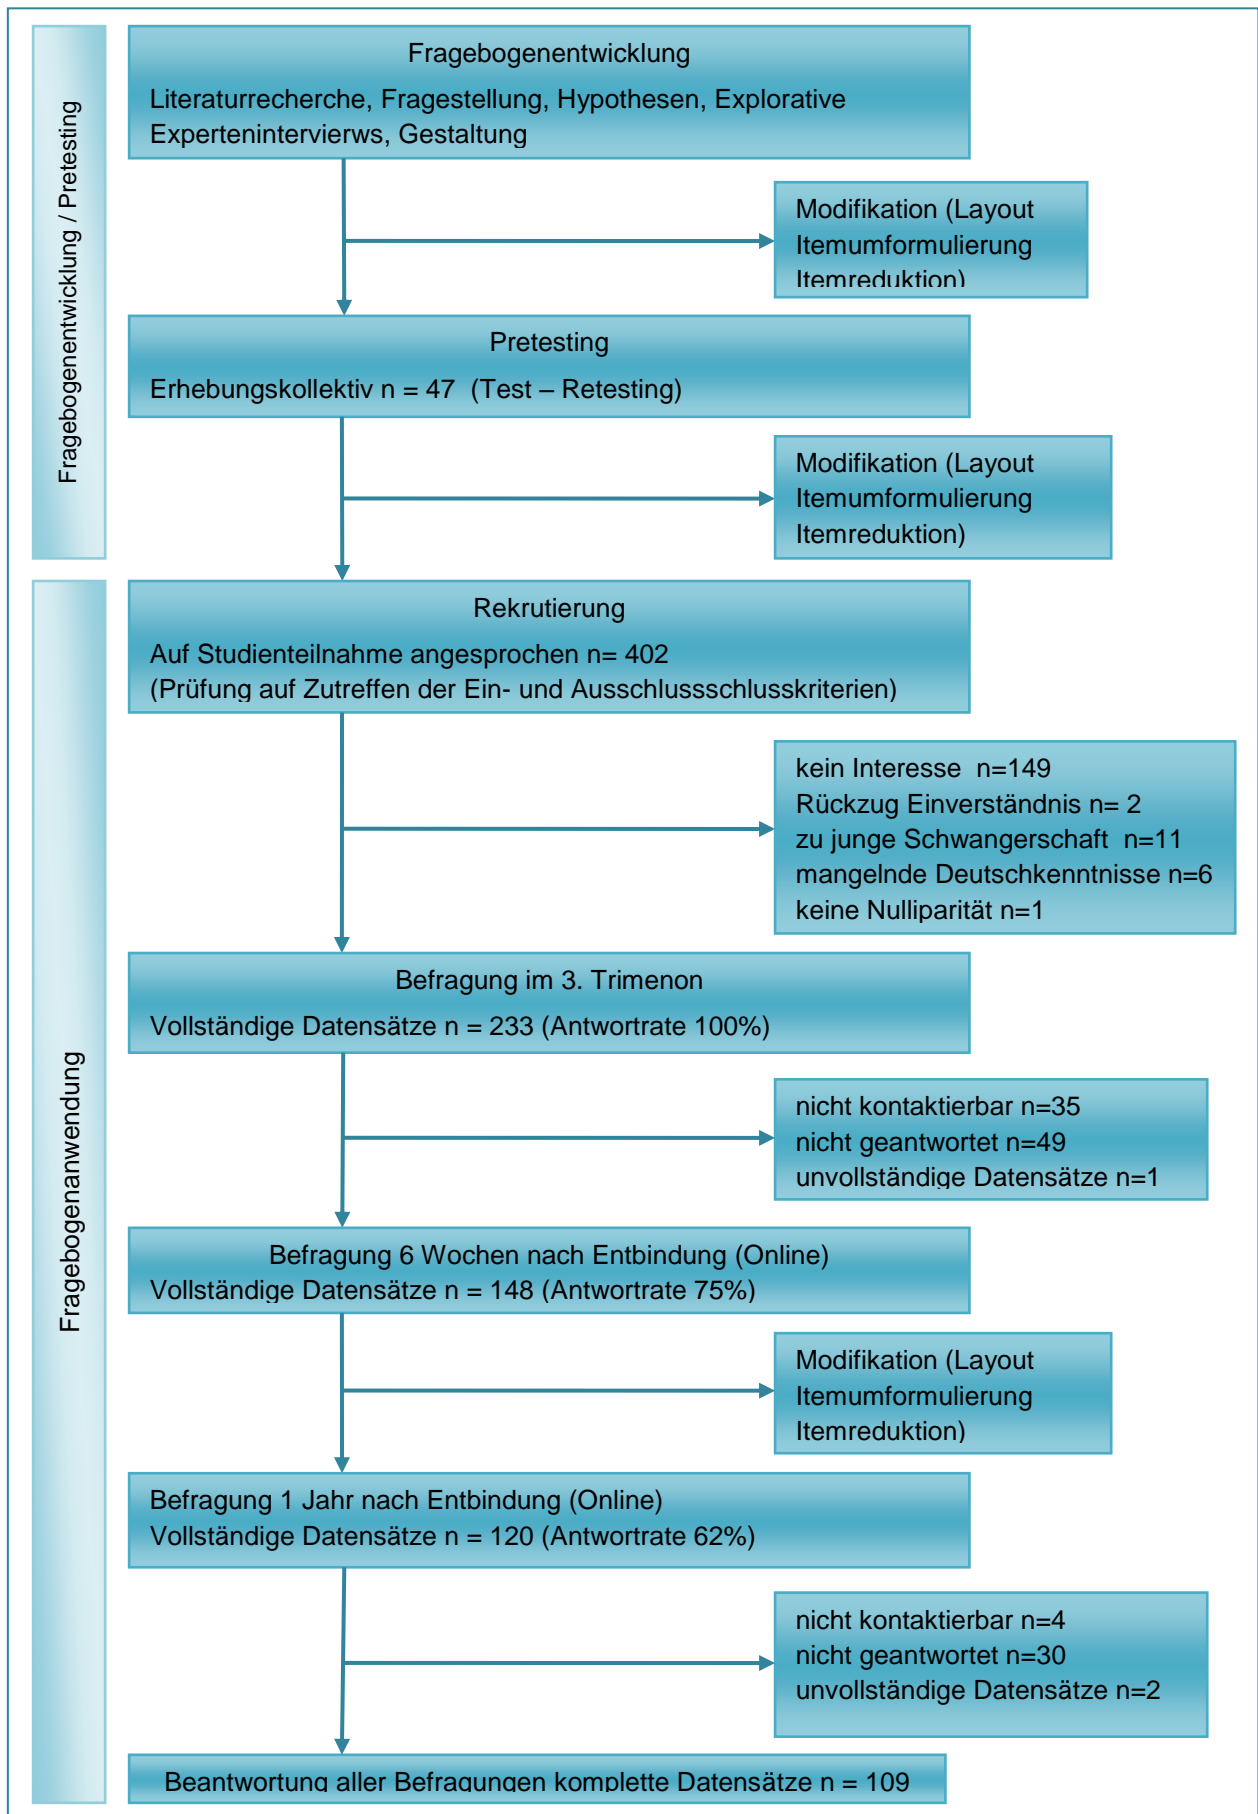 Fragebogenentwicklung / Pretesting
Fragebogenentwicklung
Literaturrecherche, Fragestellung, Hypothesen, Explorative
Expertenintervierws, Gestaltung
Modifikation (Layout
Itemumformulierung
Itemreduktion)
Pretesting
Erhebungskollektiv n = 47  (Test – Retesting)
Modifikation (Layout
Itemumformulierung
Itemreduktion)
Fragebogenanwendung
Rekrutierung
Auf Studienteilnahme angesprochen n= 402
(Prüfung auf Zutreffen der Ein- und Ausschlussschlusskriterien)
kein Interesse  n=149
Rückzug Einverständnis n= 2
zu junge Schwangerschaft  n=11
mangelnde Deutschkenntnisse n=6
keine Nulliparität n=1
Befragung im 3. Trimenon
Vollständige Datensätze n = 233 (Antwortrate 100%)
nicht kontaktierbar n=35
nicht geantwortet n=49
unvollständige Datensätze n=1
Befragung 6 Wochen nach Entbindung (Online)
Vollständige Datensätze n = 148 (Antwortrate 75%)
Modifikation (Layout
Itemumformulierung
Itemreduktion)
Befragung 1 Jahr nach Entbindung (Online)
Vollständige Datensätze n = 120 (Antwortrate 62%)
nicht kontaktierbar n=4
nicht geantwortet n=30
unvollständige Datensätze n=2
Beantwortung aller Befragungen komplette Datensätze n = 109